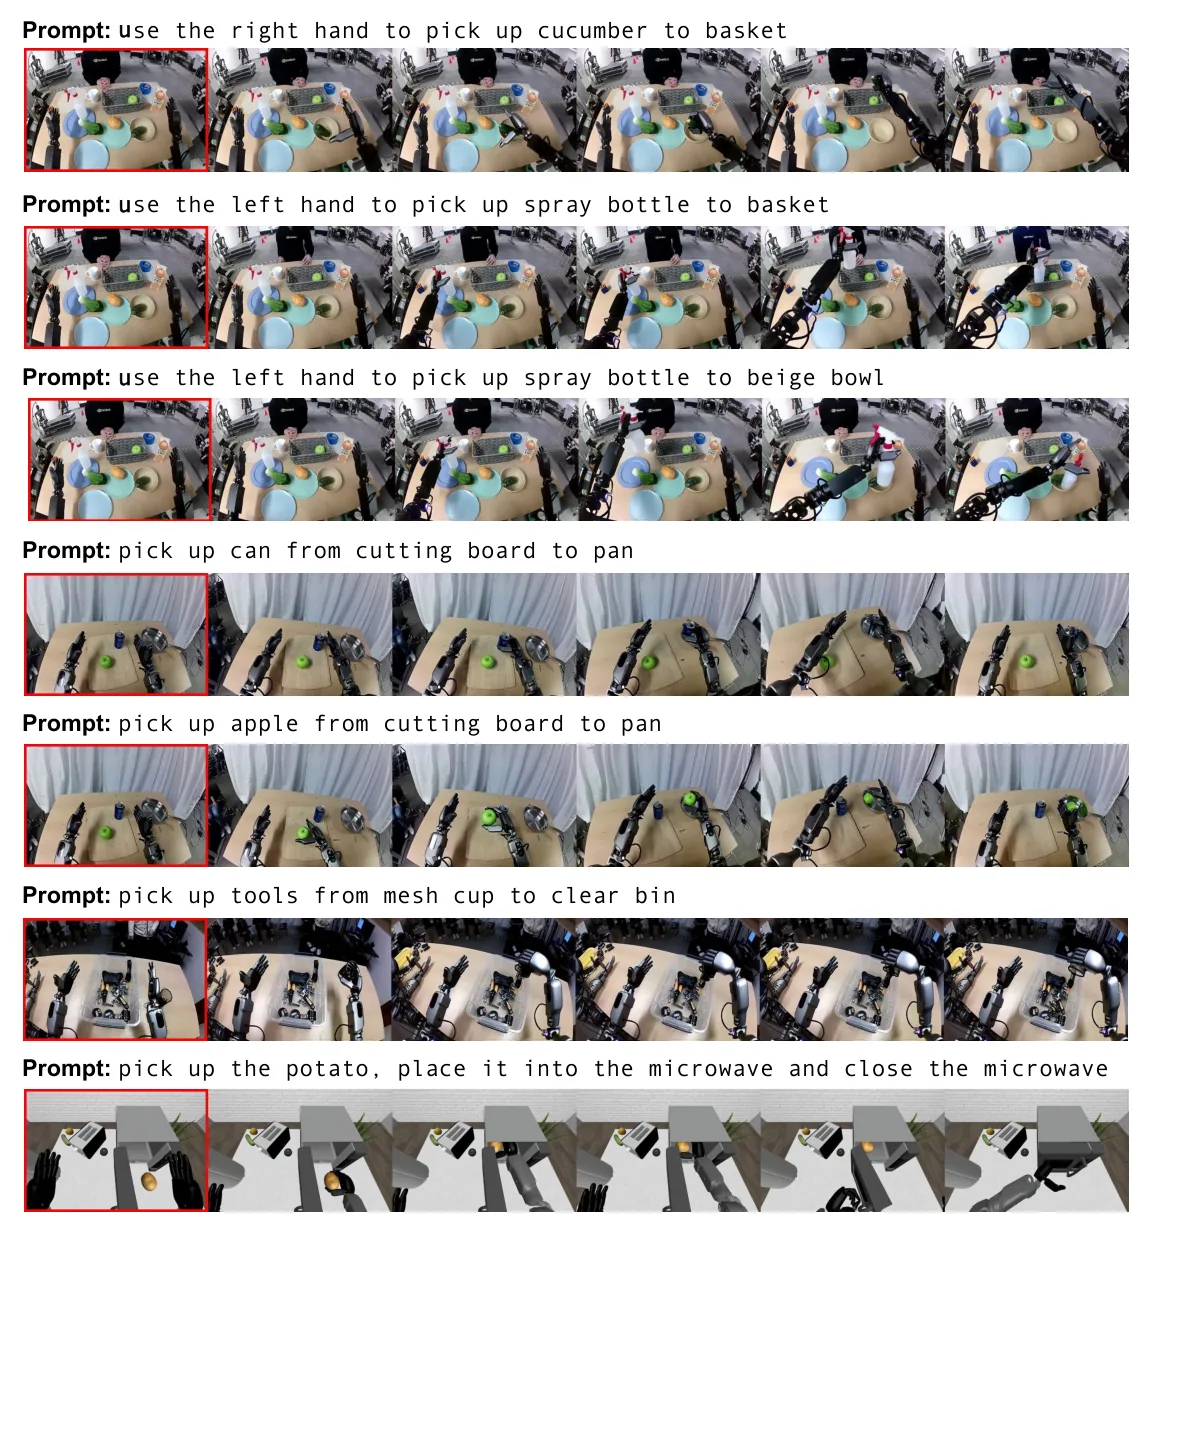 Prompt: use the right hand to pick up cucumber to basket
Prompt: use the left hand to pick up spray bottle to basket
Prompt: use the left hand to pick up spray bottle to beige bowl
Prompt: pick up can from cutting board to pan
Prompt: pick up apple from cutting board to pan
Prompt: pick up tools from mesh cup to clear bin
Prompt: pick up the potato, place it into the microwave and close the microwave